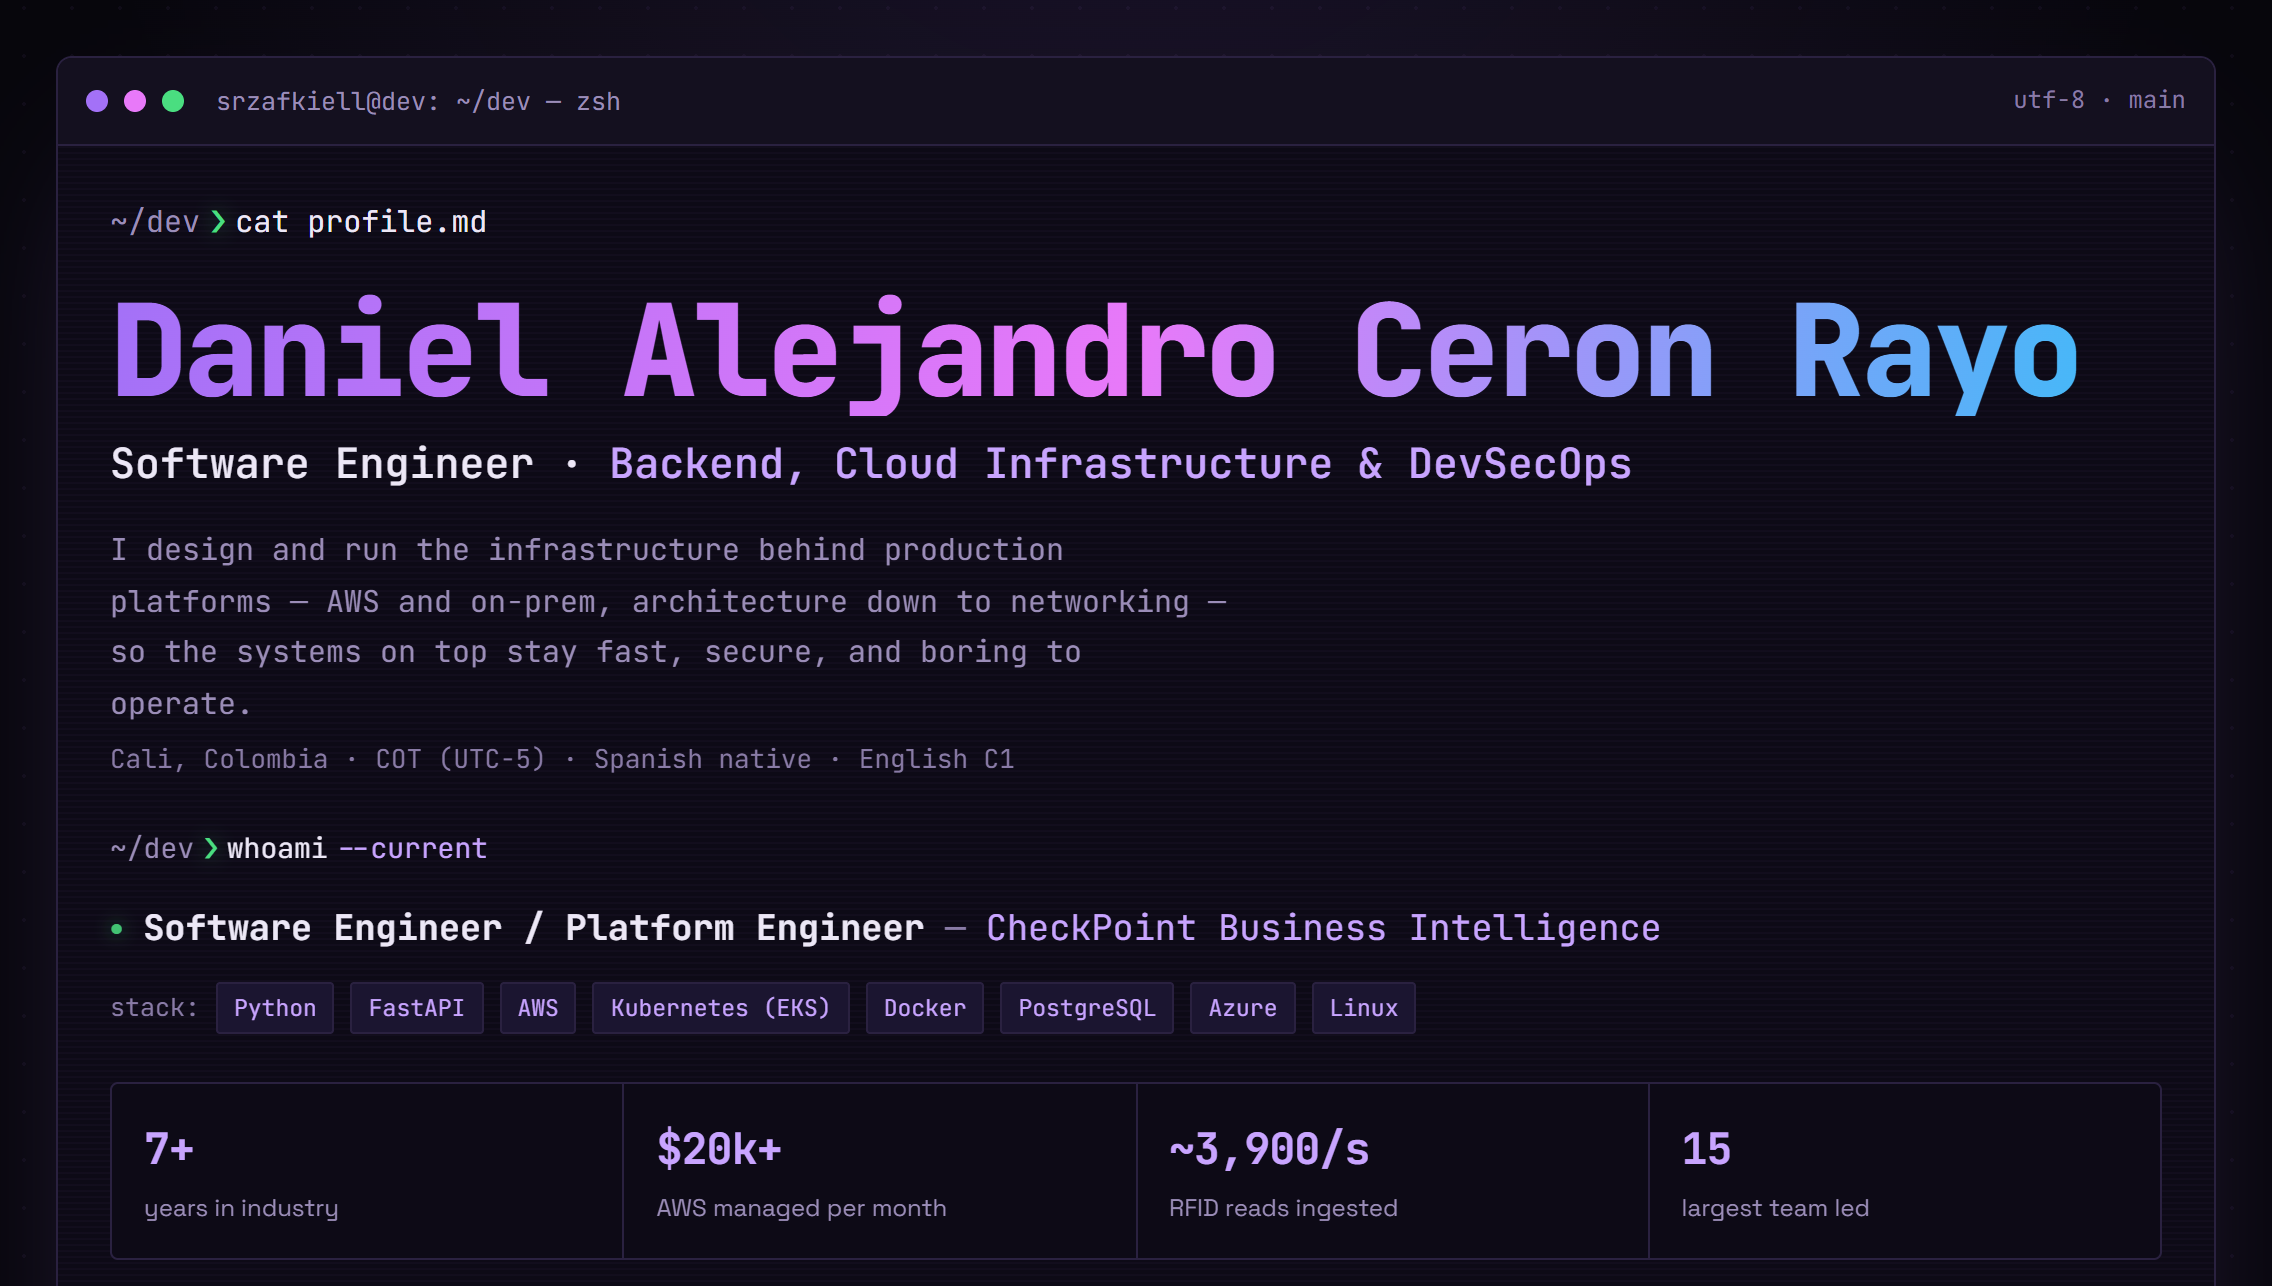 srzafkiell@dev: ~/dev — zsh
utf-8 · main
~/dev ❯ cat profile.md
Daniel Alejandro Ceron Rayo
Software Engineer · Backend, Cloud Infrastructure & DevSecOps
I design and run the infrastructure behind production
platforms — AWS and on-prem, architecture down to networking —
so the systems on top stay fast, secure, and boring to
operate.
Cali, Colombia · COT (UTC-5) · Spanish native · English C1
~/dev ❯ whoami --current
• Software Engineer / Platform Engineer — CheckPoint Business Intelligence
stack: Python FastAPI AWS Kubernetes (EKS) Docker PostgreSQL Azure Linux
7+ $20k+ ~3,900/s 15
years in industry AWS managed per month RFID reads ingested largest team led